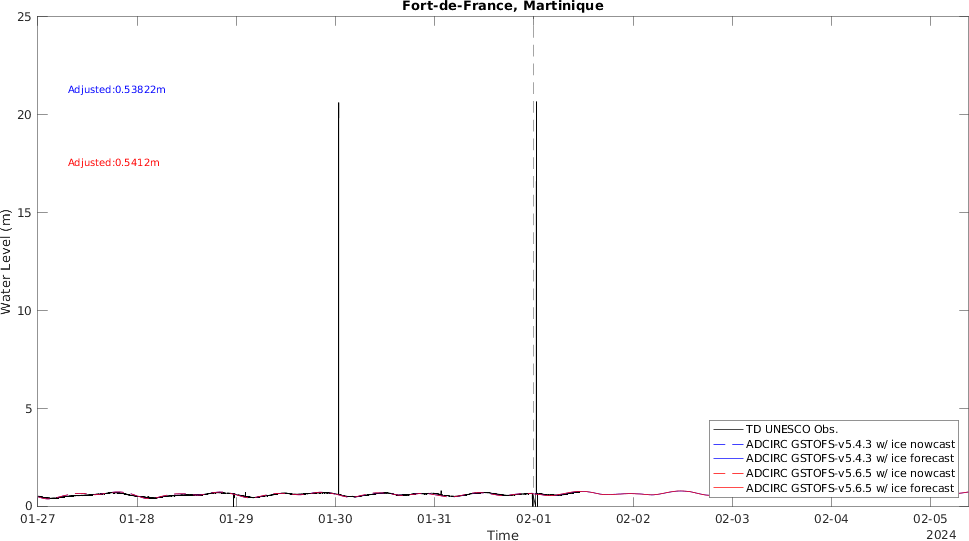 Fort-de-France, Martinique
25
20
15
10
5
0
Water Level (m)
Adjusted:0.53822m
Adjusted:0.5412m
TD UNESCO Obs.
ADCIRC GSTOFS-v5.4.3 w/ ice nowcast
ADCIRC GSTOFS-v5.4.3 w/ ice forecast
ADCIRC GSTOFS-v5.6.5 w/ ice nowcast
ADCIRC GSTOFS-v5.6.5 w/ ice forecast
01-27 01-28 01-29 01-30 01-31 02-01 02-02 02-03 02-04 02-05
2024
Time